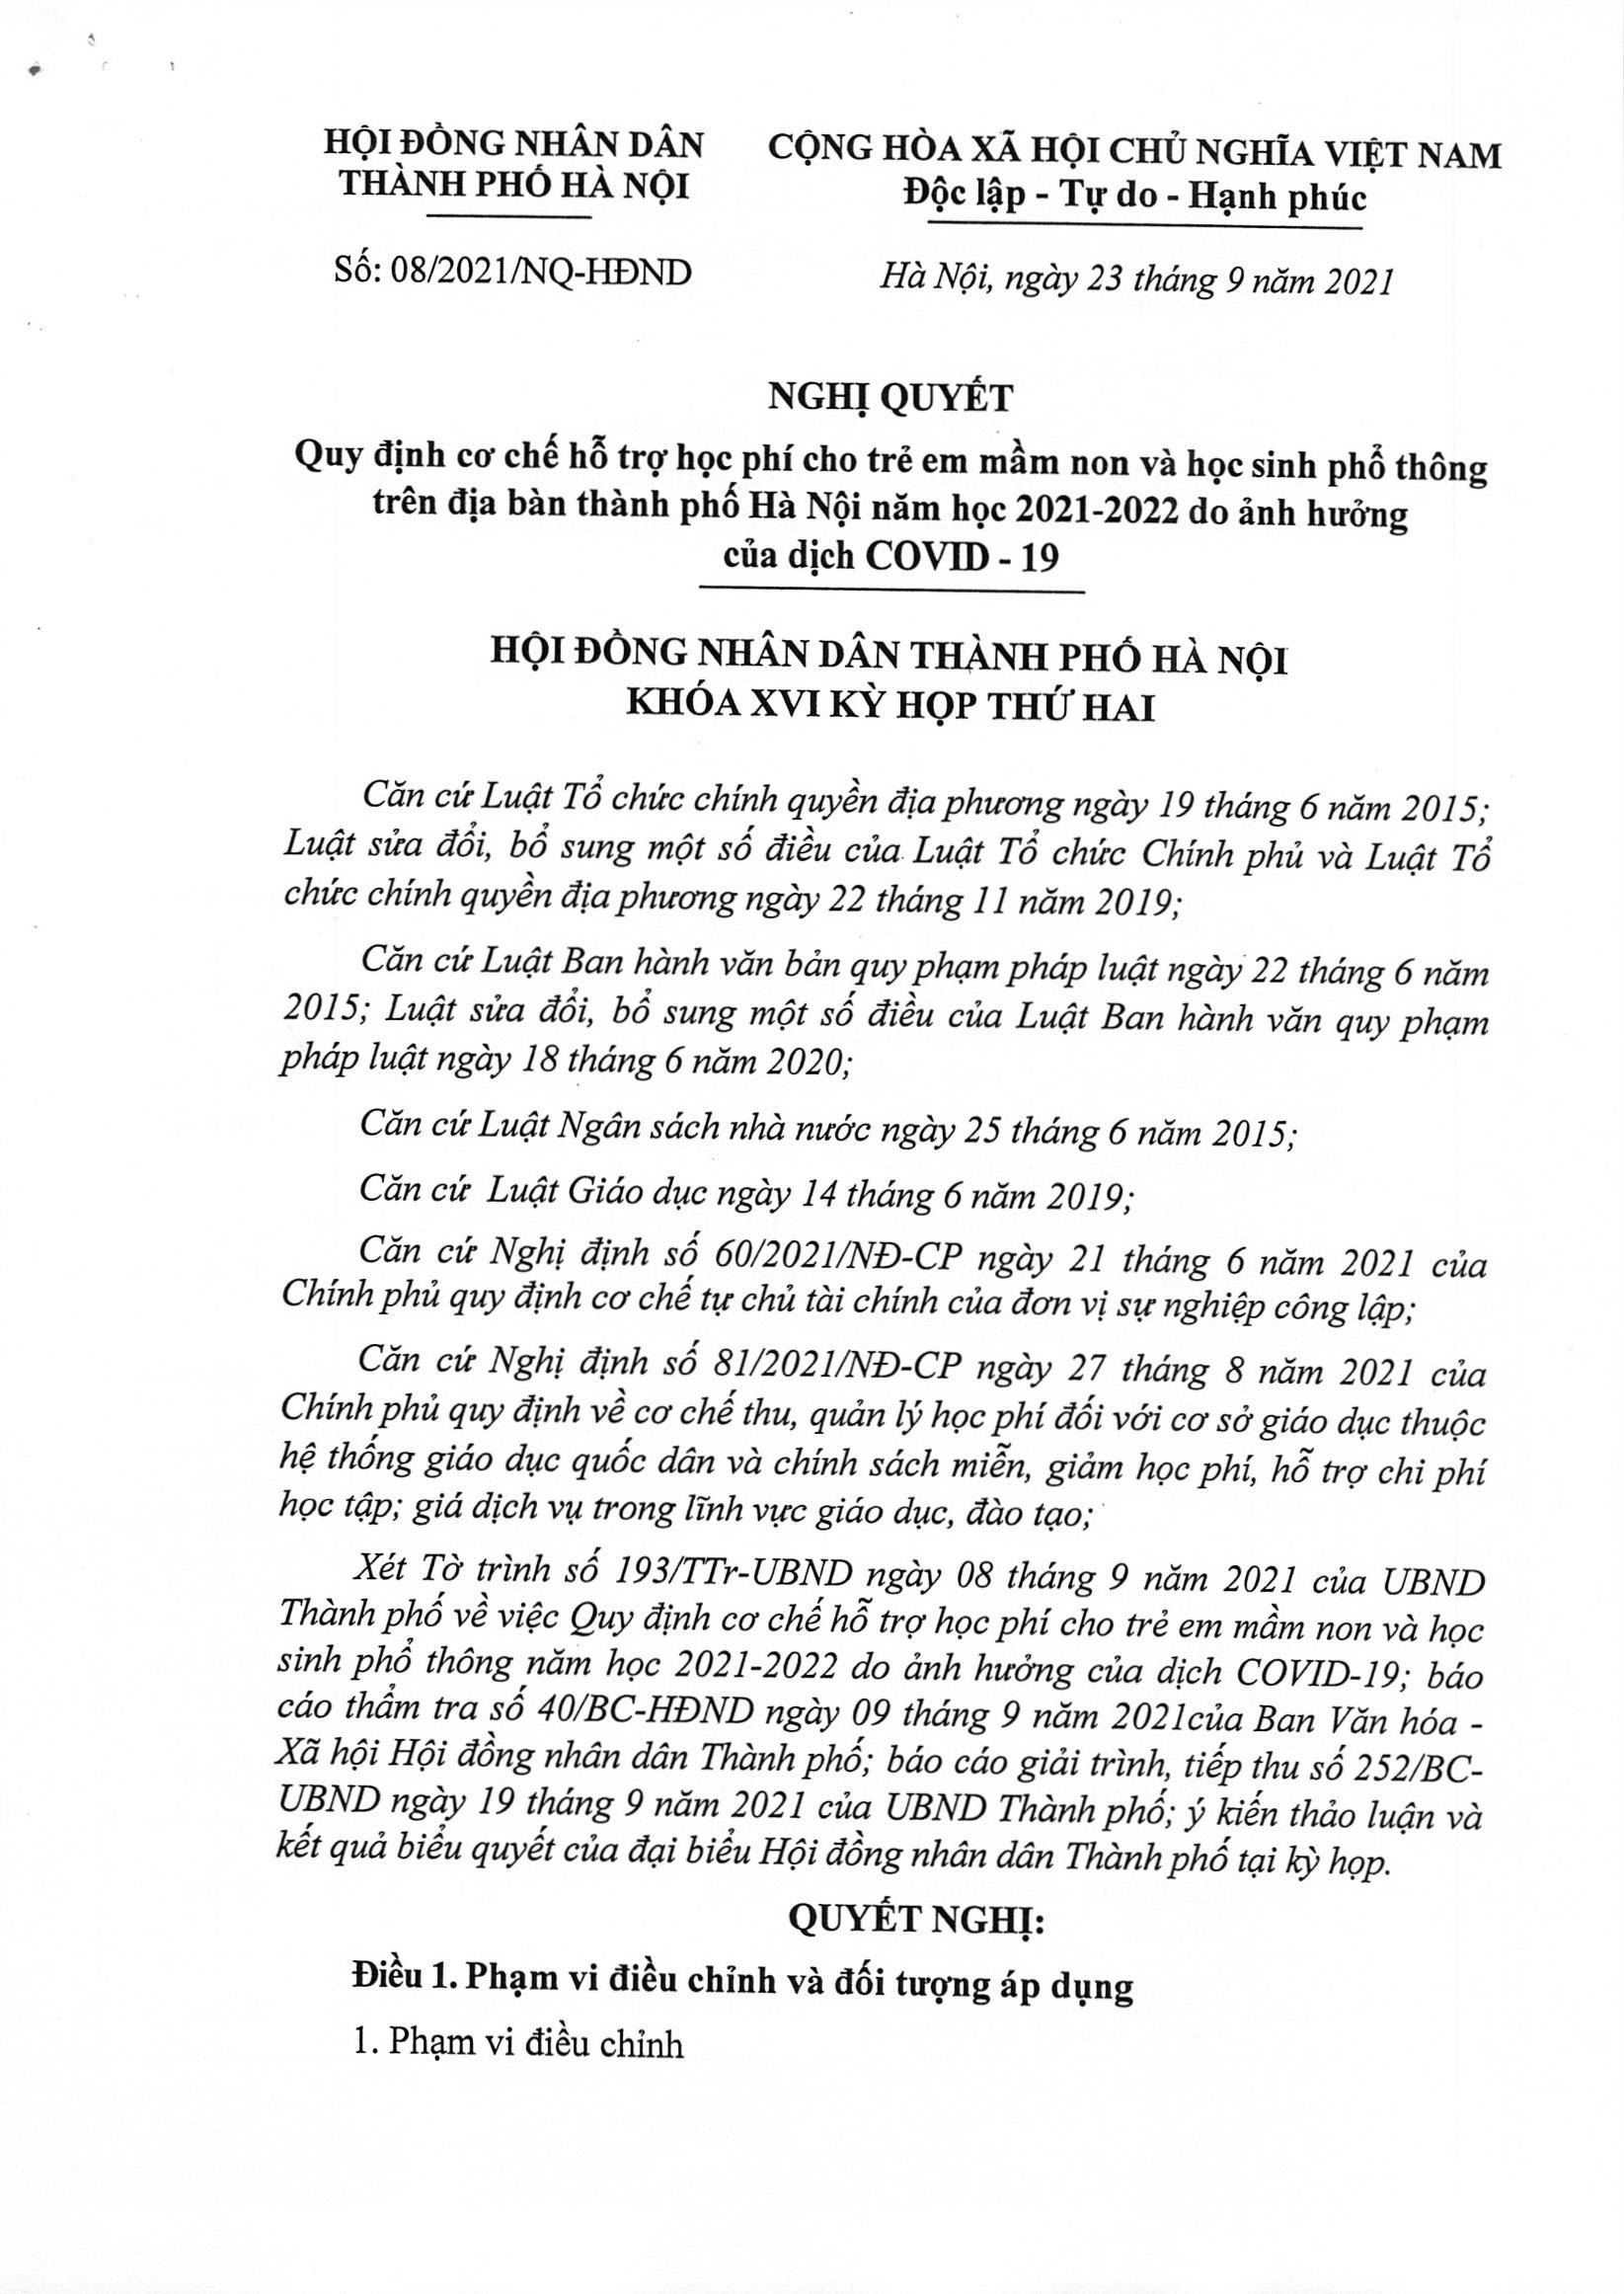 HỘI ĐỒNG NHÂN DÂN
THÀNH PHỐ HÀ NỘI
CỘNG HÒA XÃ HỘI CHỦ NGHĨA VIỆT NAM
Độc lập - Tự do - Hạnh phúc
Số: 08/2021/NQ-HĐND
Hà Nội, ngày 23 tháng 9 năm 2021
NGHỊ QUYẾT
Quy định cơ chế hỗ trợ học phí cho trẻ em mầm non và học sinh phổ thông
trên địa bàn thành phố Hà Nội năm học 2021-2022 do ảnh hưởng
của dịch COVID - 19
HỘI ĐỒNG NHÂN DÂN THÀNH PHỐ HÀ NỘI
KHÓA XVI KỲ HỌP THỨ HAI
Căn cứ Luật Tổ chức chính quyền địa phương ngày 19 tháng 6 năm 2015;
Luật sửa đổi, bổ sung một số điều của Luật Tổ chức Chính phủ và Luật Tổ
chức chính quyền địa phương ngày 22 tháng 11 năm 2019;
Căn cứ Luật Ban hành văn bản quy phạm pháp luật ngày 22 tháng 6 năm
2015; Luật sửa đổi, bổ sung một số điều của Luật Ban hành văn quy phạm
pháp luật ngày 18 tháng 6 năm 2020;
Căn cứ Luật Ngân sách nhà nước ngày 25 tháng 6 năm 2015;
Căn cứ Luật Giáo dục ngày 14 tháng 6 năm 2019;
Căn cứ Nghị định số 60/2021/NĐ-CP ngày 21 tháng 6 năm 2021 của
Chính phủ quy định cơ chế tự chủ tài chính của đơn vị sự nghiệp công lập;
Căn cứ Nghị định số 81/2021/NĐ-CP ngày 27 tháng 8 năm 2021 của
Chính phủ quy định về cơ chế thu, quản lý học phí đối với cơ sở giáo dục thuộc
hệ thống giáo dục quốc dân và chính sách miễn, giảm học phí, hỗ trợ chi phí
học tập; giá dịch vụ trong lĩnh vực giáo dục, đào tạo;
Xét Tờ trình số 193/TTr-UBND ngày 08 tháng 9 năm 2021 của UBND
Thành phố về việc Quy định cơ chế hỗ trợ học phí cho trẻ em mầm non và học
sinh phổ thông năm học 2021-2022 do ảnh hưởng của dịch COVID-19; báo
cáo thẩm tra số 40/BC-HĐND ngày 09 tháng 9 năm 2021của Ban Văn hóa -
Xã hội Hội đồng nhân dân Thành phố; báo cáo giải trình, tiếp thu số 252/BC-
UBND ngày 19 tháng 9 năm 2021 của UBND Thành phố; ý kiến thảo luận và
kết quả biểu quyết của đại biểu Hội đồng nhân dân Thành phố tại kỳ họp.
QUYẾT NGHỊ:
Điều 1. Phạm vi điều chỉnh và đối tượng áp dụng
1. Phạm vi điều chỉnh